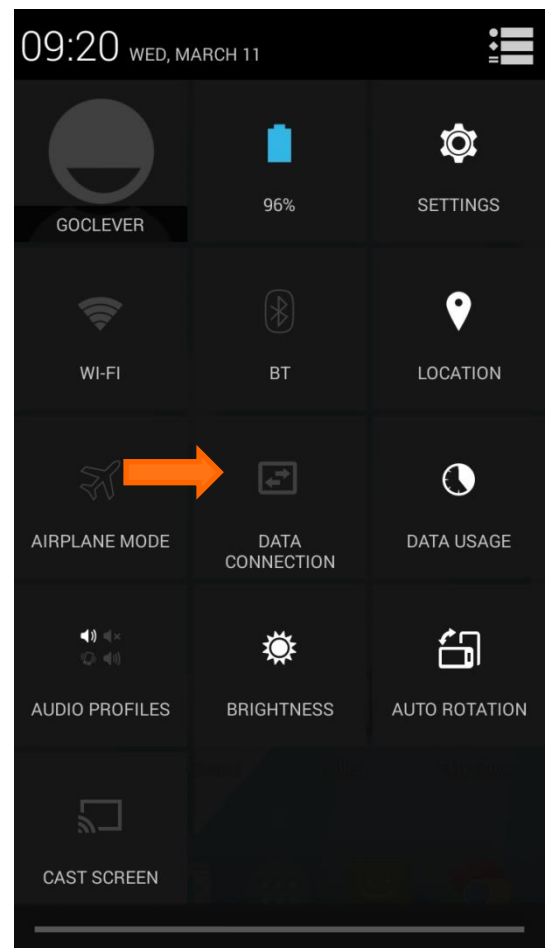 09:20 WED, MARCH 11
GOCLEVER
96%
SETTINGS
WI-FI
BT
LOCATION
AIRPLANE MODE
DATA
CONNECTION
DATA USAGE
AUDIO PROFILES
BRIGHTNESS
AUTO ROTATION
CAST SCREEN